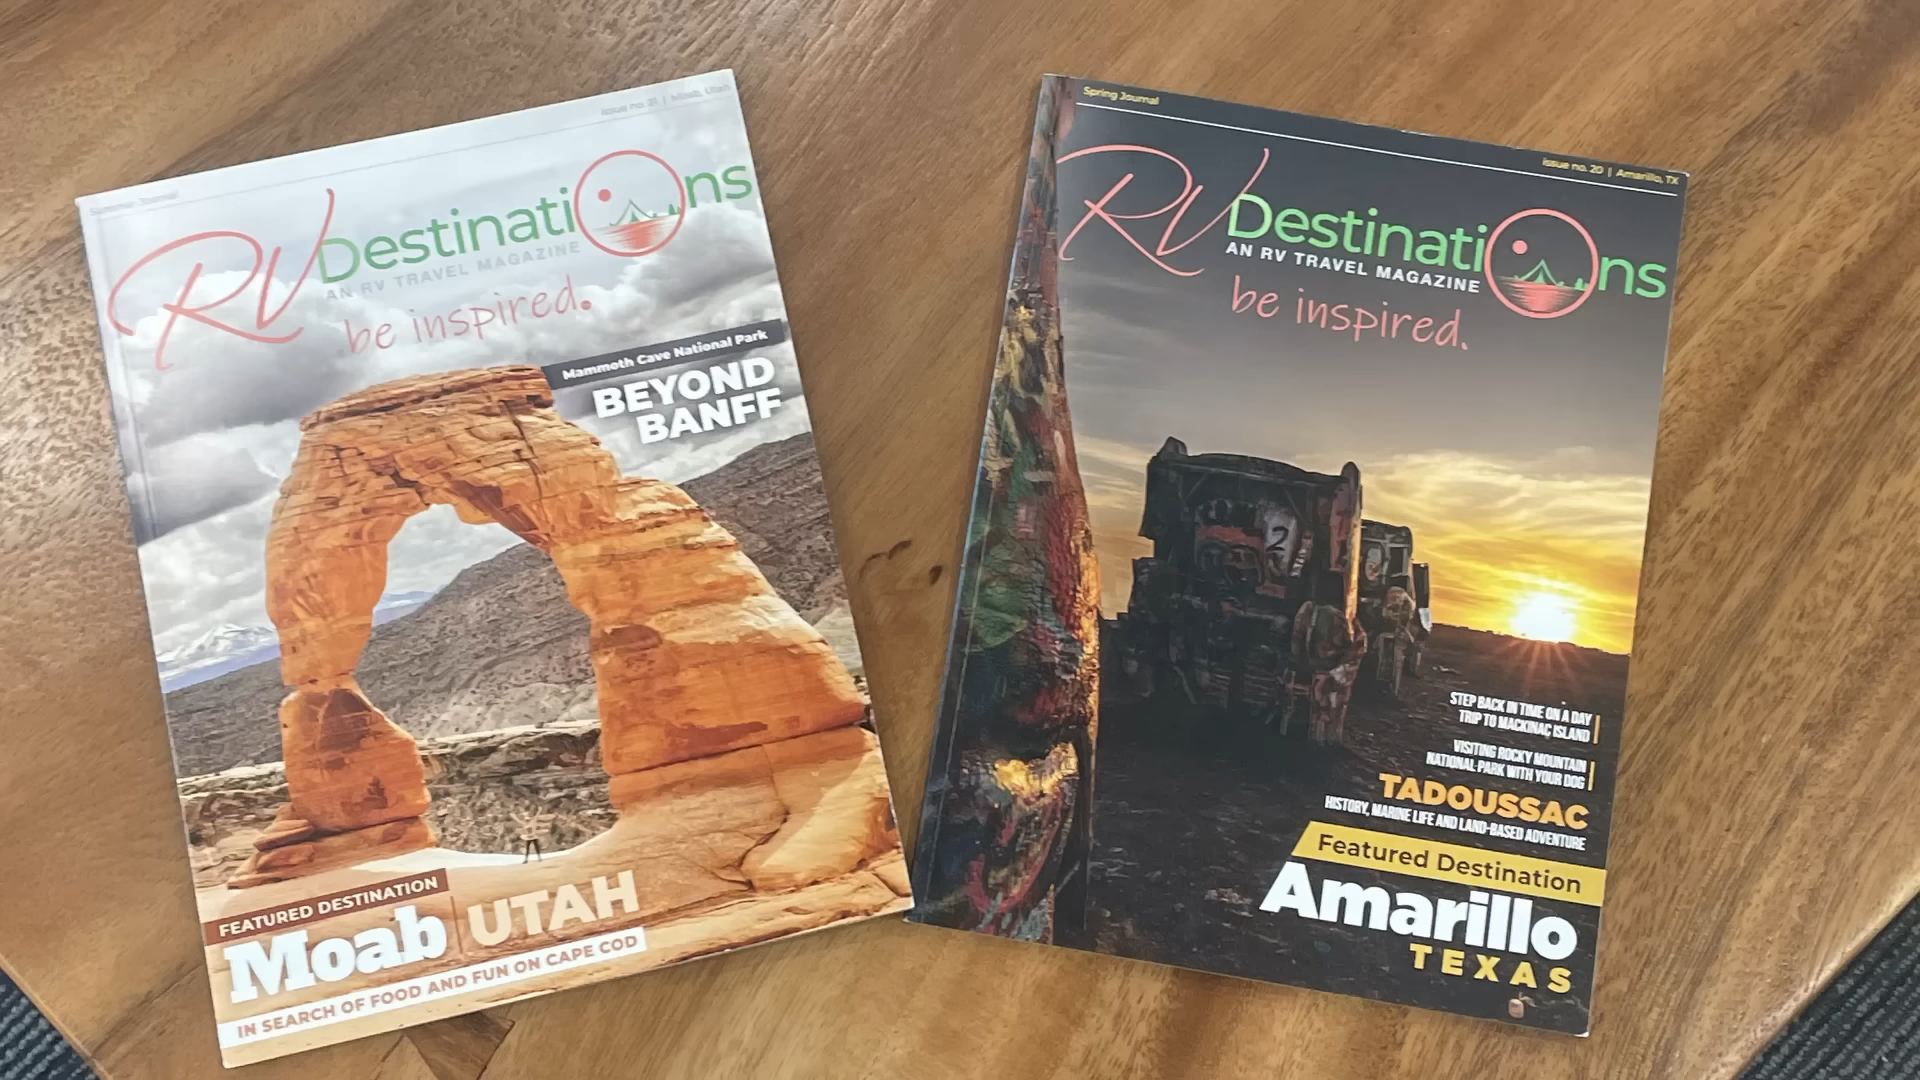 Summer Journal
Issue no. 21 | Moab, Utah
RV Destinations
AN RV TRAVEL MAGAZINE
be inspired.
Mammoth Cave National Park
BEYOND
BANFF
FEATURED DESTINATION
Moab UTAH
IN SEARCH OF FOOD AND FUN ON CAPE COD
Spring Journal
Issue no. 20 | Amarillo, TX
RV Destinations
AN RV TRAVEL MAGAZINE
be inspired.
2
STEP BACK IN TIME ON A DAY
TRIP TO MACKINAC ISLAND
VISITING ROCKY MOUNTAIN
NATIONAL PARK WITH YOUR DOG
TADOUSSAC
HISTORY, MARINE LIFE AND LAND-BASED ADVENTURE
Featured Destination
Amarillo
TEXAS